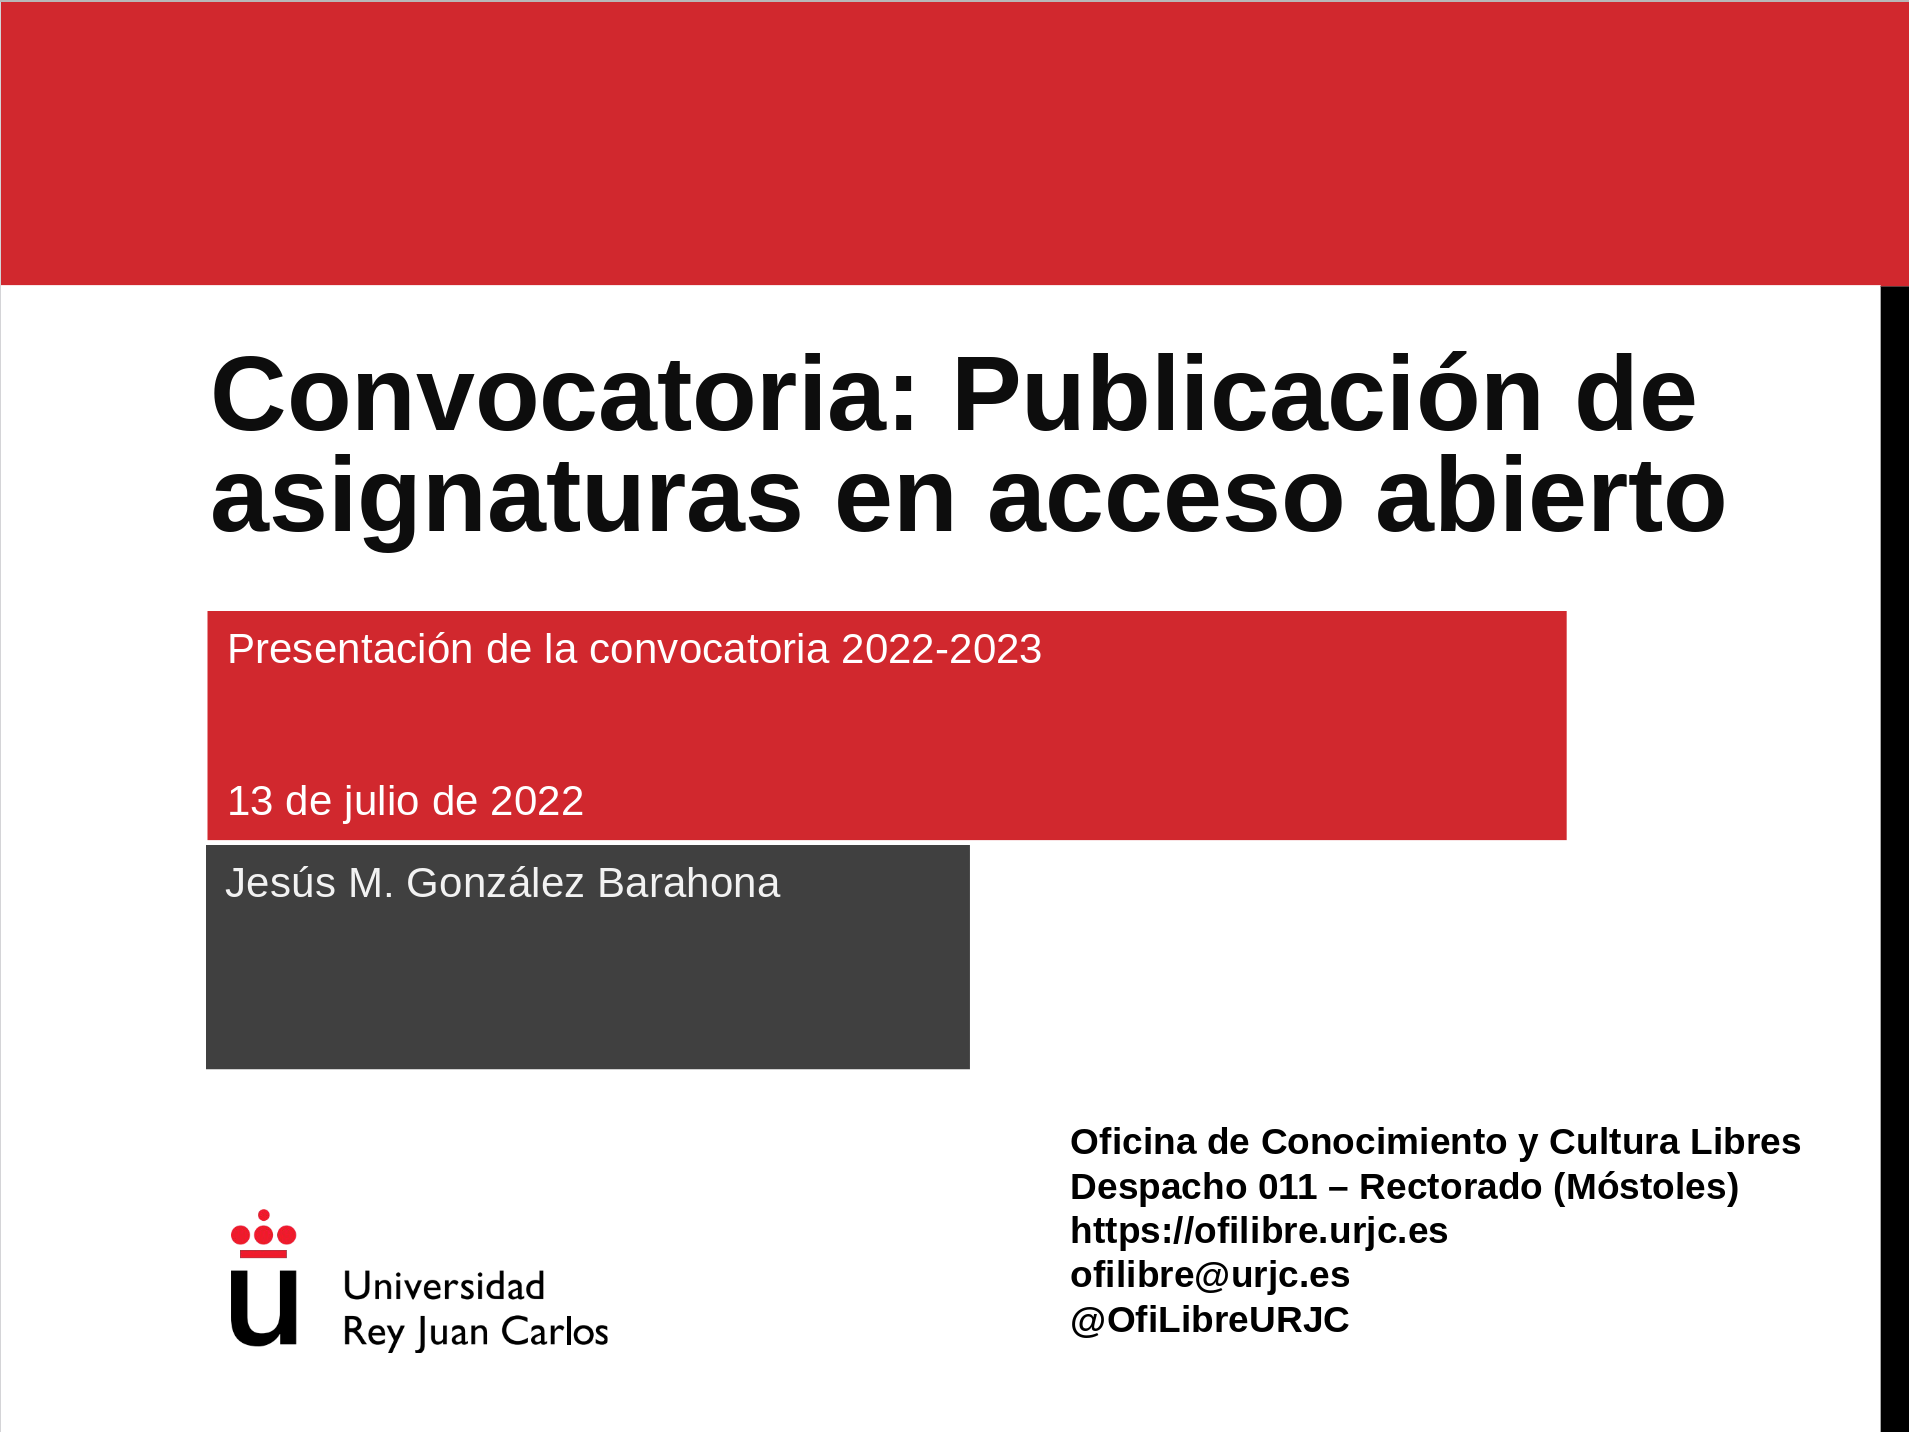 Convocatoria: Publicación de
asignaturas en acceso abierto
Presentación de la convocatoria 2022-2023
13 de julio de 2022
Jesús M. González Barahona
Oficina de Conocimiento y Cultura Libres
Despacho 011 – Rectorado (Móstoles)
https://ofilibre.urjc.es
ofilibre@urjc.es
@OfiLibreURJC
u
Universidad
Rey Juan Carlos